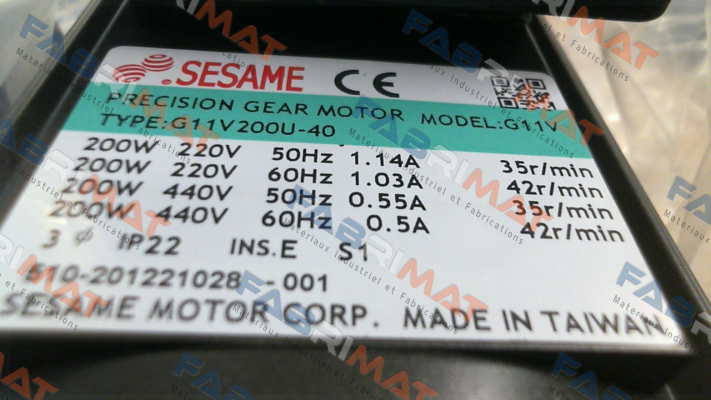 SESAME CE
PRECISION GEAR MOTOR MODEL:G11V
TYPE:G11V200U-40
200W 220V 50Hz 1.14A 35r/min
200W 220V 60Hz 1.03A 42r/min
200W 440V 50Hz 0.55A 35r/min
200W 440V 60Hz 0.5A 42r/min
3 ϕ IP22 INS.E S1
510-201221028-001
SESAME MOTOR CORP. MADE IN TAIWAN
FABRIMAT
Materiaux Industriel et Fabrications